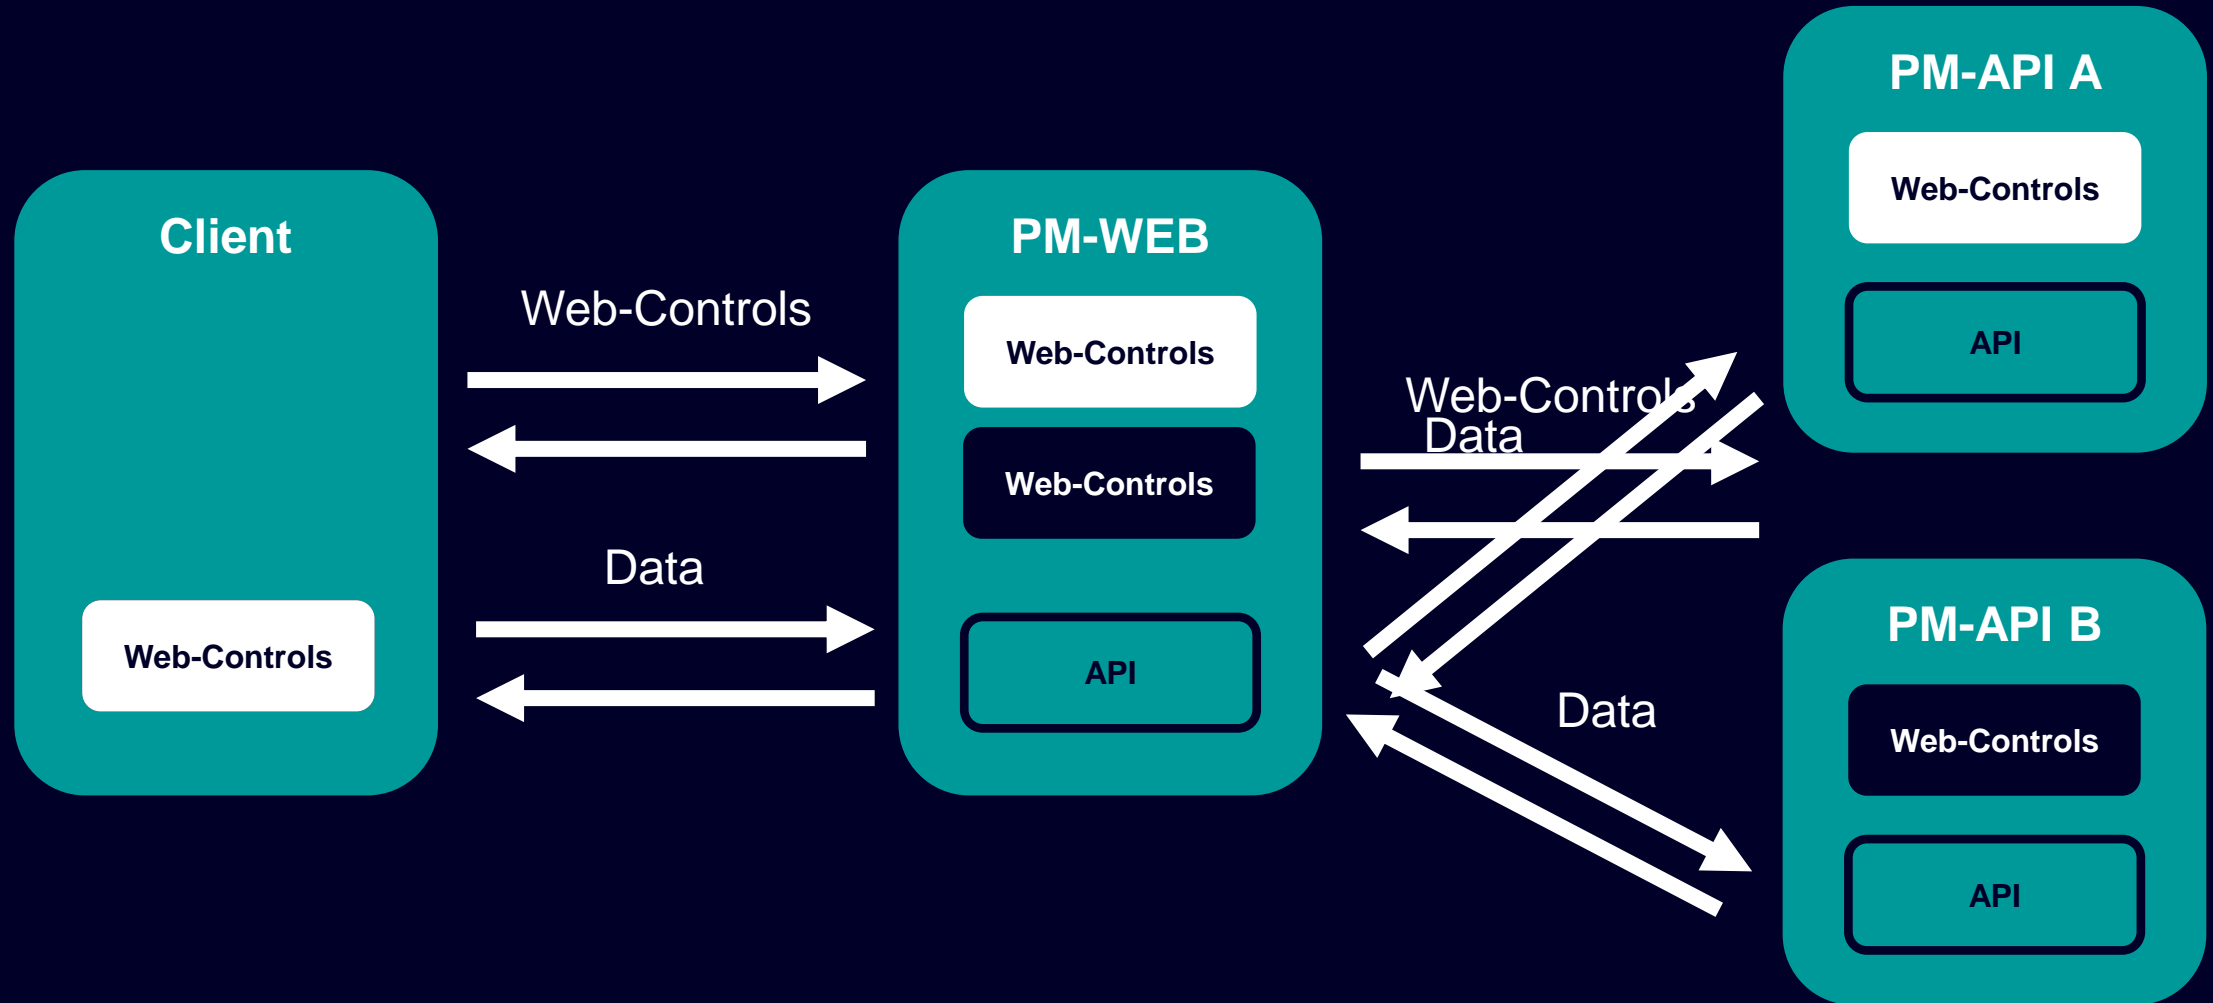 Client
Web-Controls
Web-Controls
Data
PM-WEB
Web-Controls
Web-Controls
API
Web-Controls
Data
Data
PM-API A
Web-Controls
API
PM-API B
Web-Controls
API